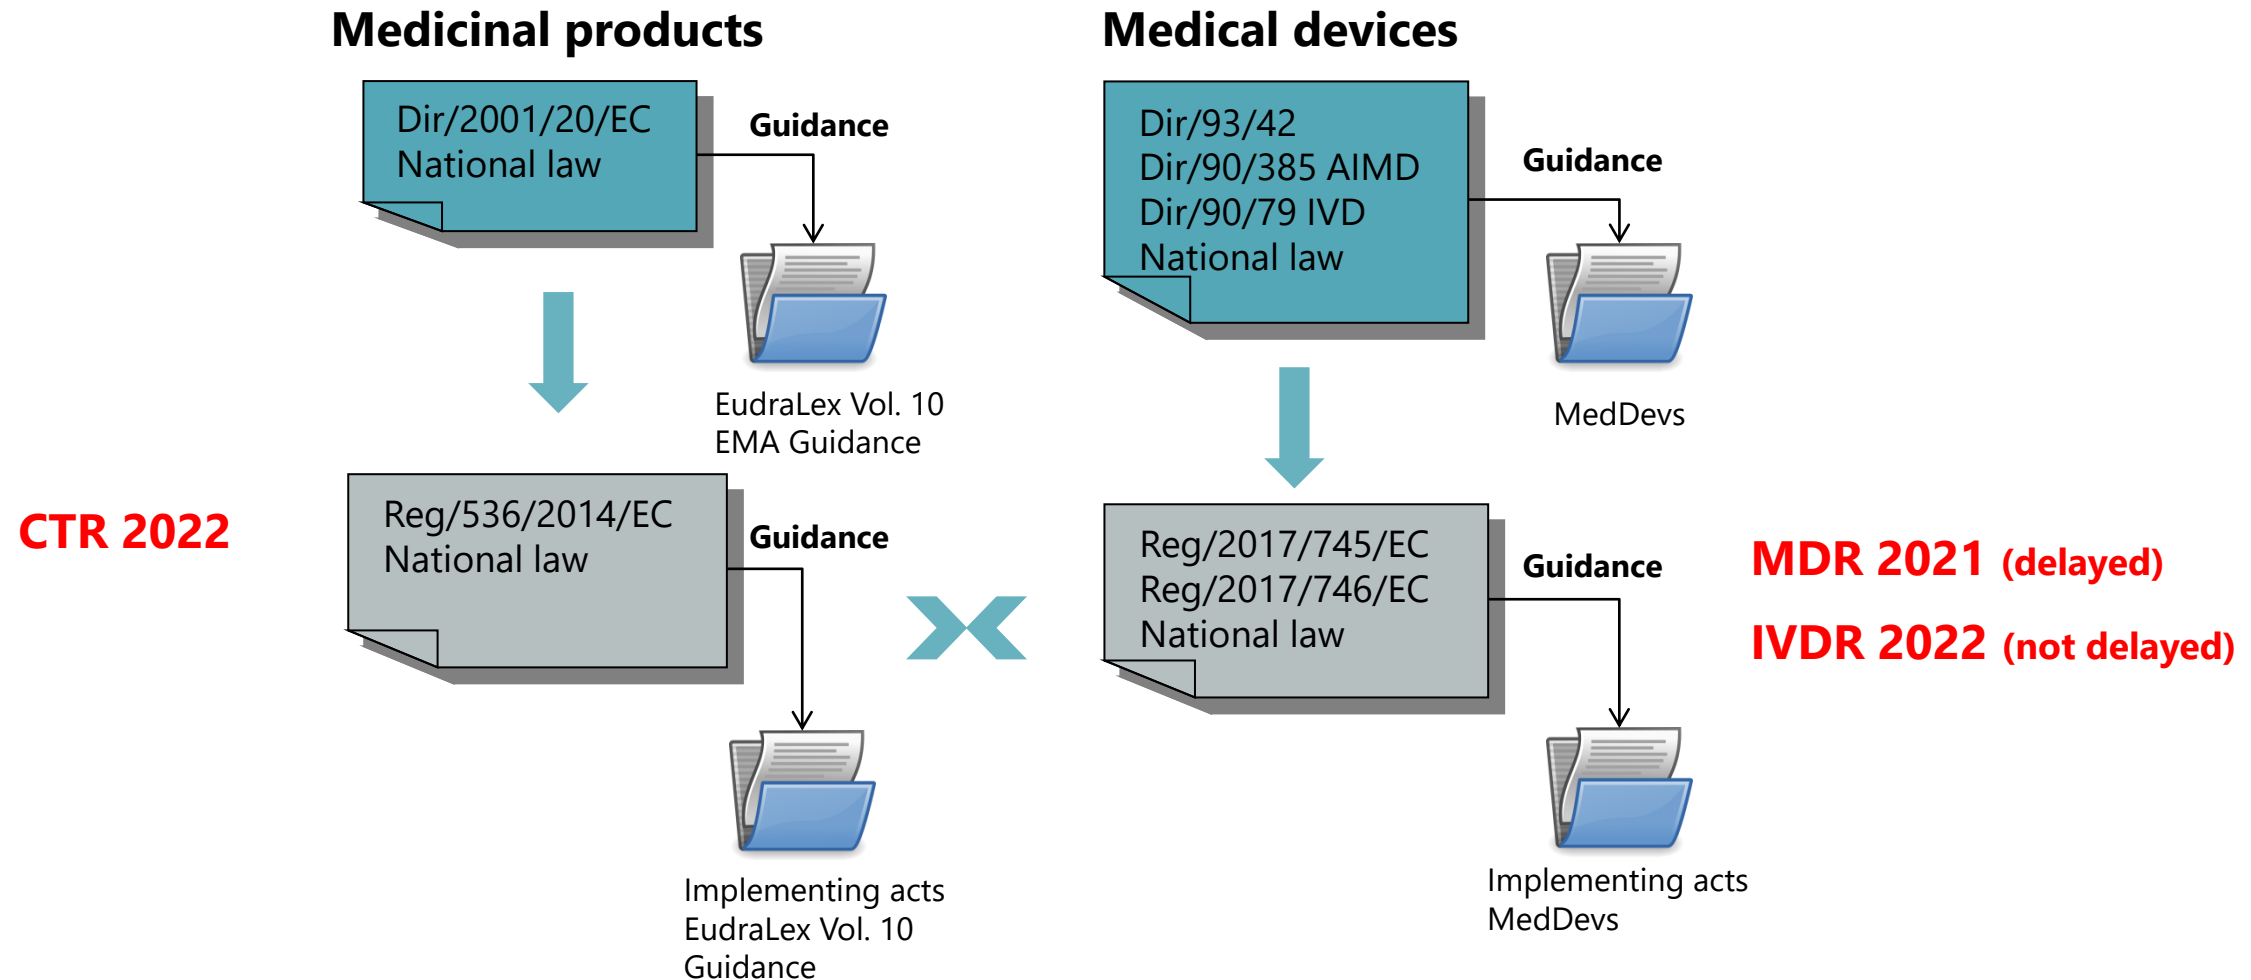 Medicinal products
Medical devices
Dir/2001/20/EC
National law
Guidance
EudraLex Vol. 10
EMA Guidance
Dir/93/42
Dir/90/385 AIMD
Dir/90/79 IVD
National law
Guidance
MedDevs
CTR 2022
Reg/536/2014/EC
National law
Guidance
Implementing acts
EudraLex Vol. 10
Guidance
Reg/2017/745/EC
Reg/2017/746/EC
National law
Guidance
Implementing acts
MedDevs
MDR 2021 (delayed)
IVDR 2022 (not delayed)